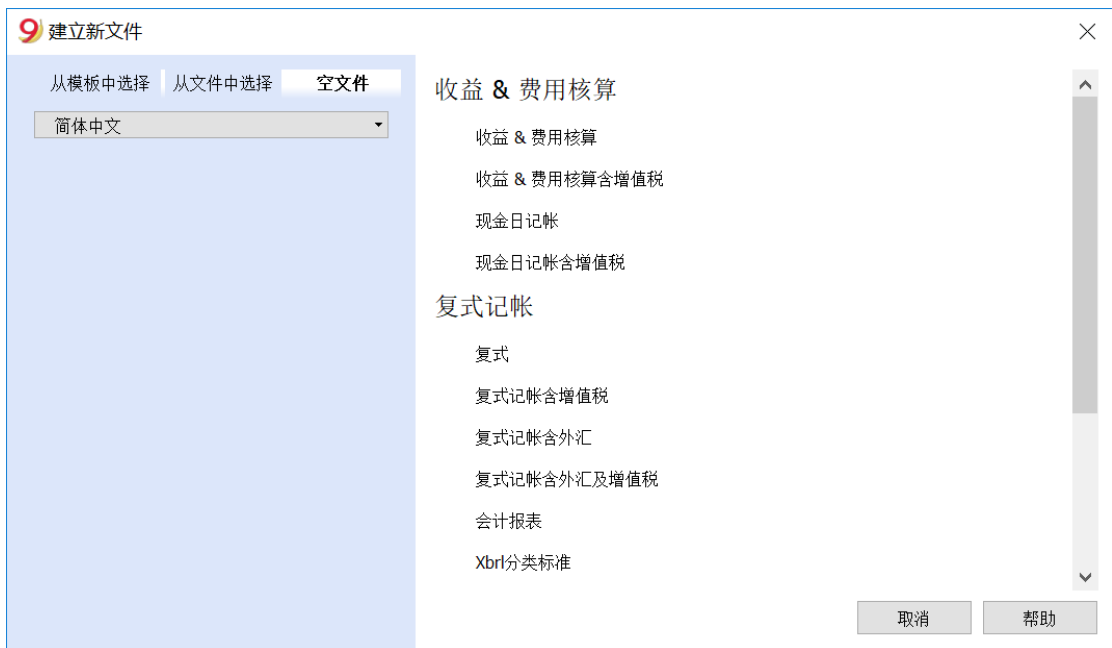 9 建立新文件
从模板中选择 从文件中选择 空文件
简体中文
收益 & 费用核算
收益 & 费用核算
收益 & 费用核算含增值税
现金日记帐
现金日记帐含增值税
复式记帐
复式
复式记帐含增值税
复式记帐含外汇
复式记帐含外汇及增值税
会计报表
Xbrl分类标准
取消 帮助